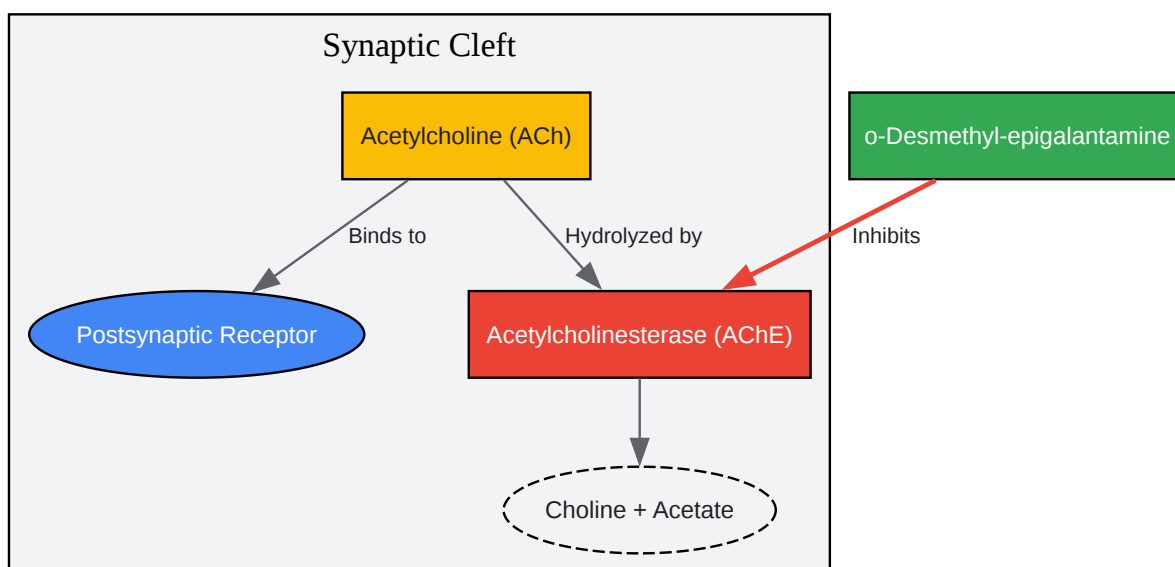 Synaptic Cleft
Acetylcholine (ACh)
o-Desmethyl-epigalantamine
Binds to
Hydrolyzed by
Inhibits
Postsynaptic Receptor
Acetylcholinesterase (AChE)
Choline + Acetate